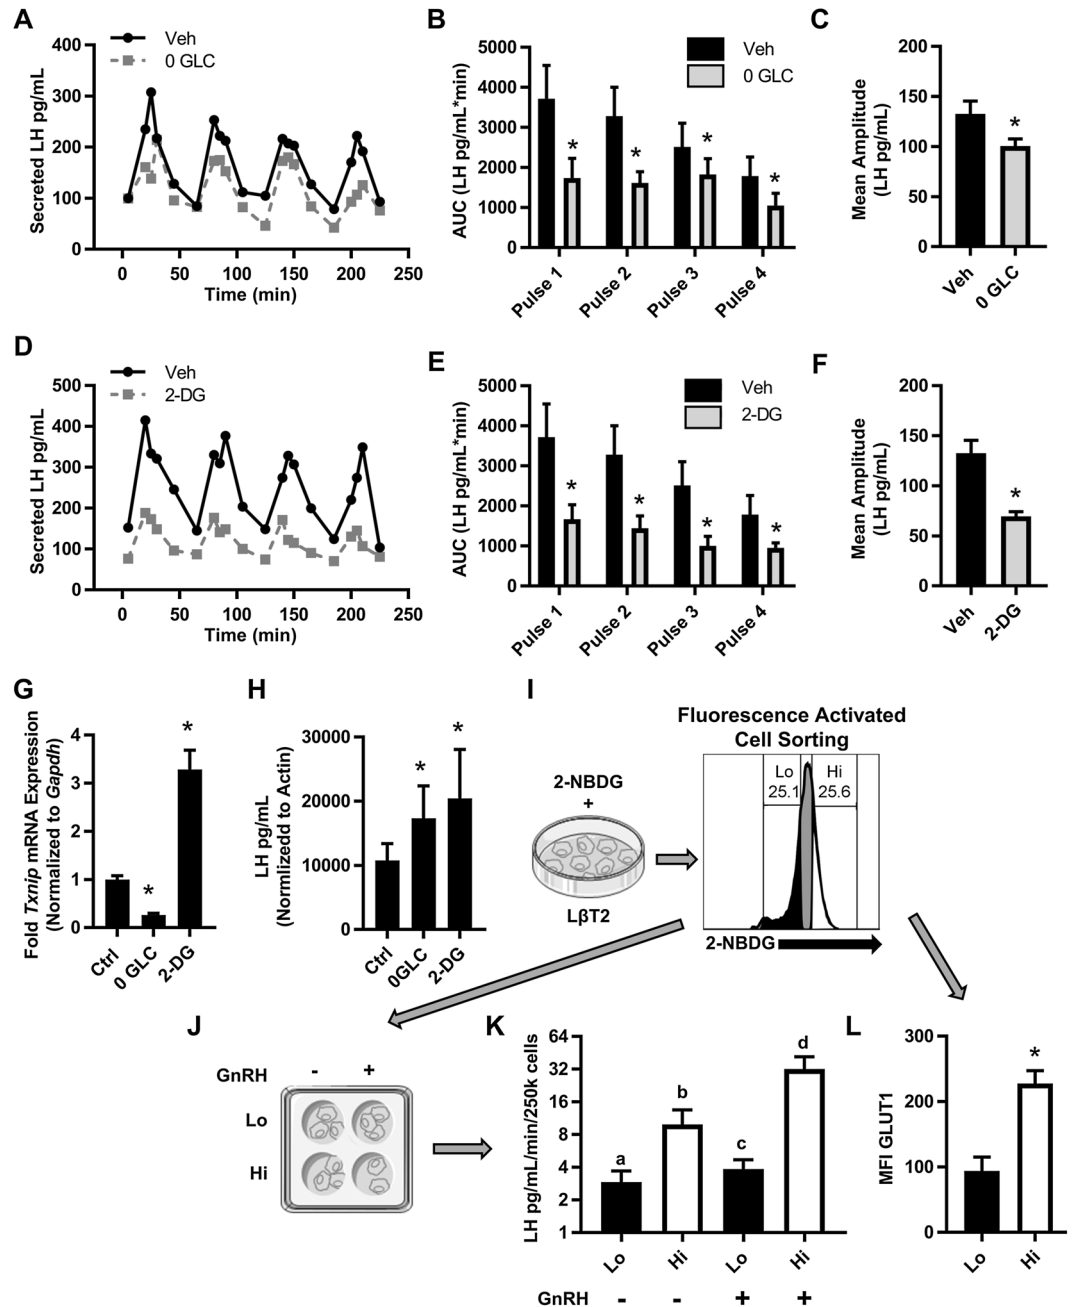 A
Veh
0 GLC
Secreted LH pg/mL
400
300
200
100
0
0 50 100 150 200 250
Time (min)
B
Veh
0 GLC
AUC (LH pg/mL*min)
5000
4000
3000
2000
1000
0
* * * *
Pulse 1 Pulse 2 Pulse 3 Pulse 4
C
Mean Amplitude
(LH pg/mL)
200
150
100
50
0
*
Veh 0 GLC
D
Veh
2-DG
Secreted LH pg/mL
500
400
300
200
100
0
0 50 100 150 200 250
Time (min)
E
Veh
2-DG
AUC (LH pg/mL*min)
5000
4000
3000
2000
1000
0
* * * *
Pulse 1 Pulse 2 Pulse 3 Pulse 4
F
Mean Amplitude
(LH pg/mL)
200
150
100
50
0
*
Veh 2-DG
G
Fold Txnip mRNA Expression
(Normalized to Gapdh)
4
3
2
1
0
* *
Ctrl 0 GLC 2-DG
H
LH pg/mL
(Normlizedd to Actin)
30000
20000
10000
0
* *
Ctrl 0GLC 2-DG
I
2-NBDG
+
LβT2
Fluorescence Activated
Cell Sorting
Lo Hi
25.1 25.6
2-NBDG
J
GnRH - +
Lo
Hi
K
LH pg/mL/min/250k cells
64
32
16
8
4
2
1
a b c d
Lo Hi Lo Hi
GnRH - - + +
L
MFI GLUT1
300
200
100
0
*
Lo Hi